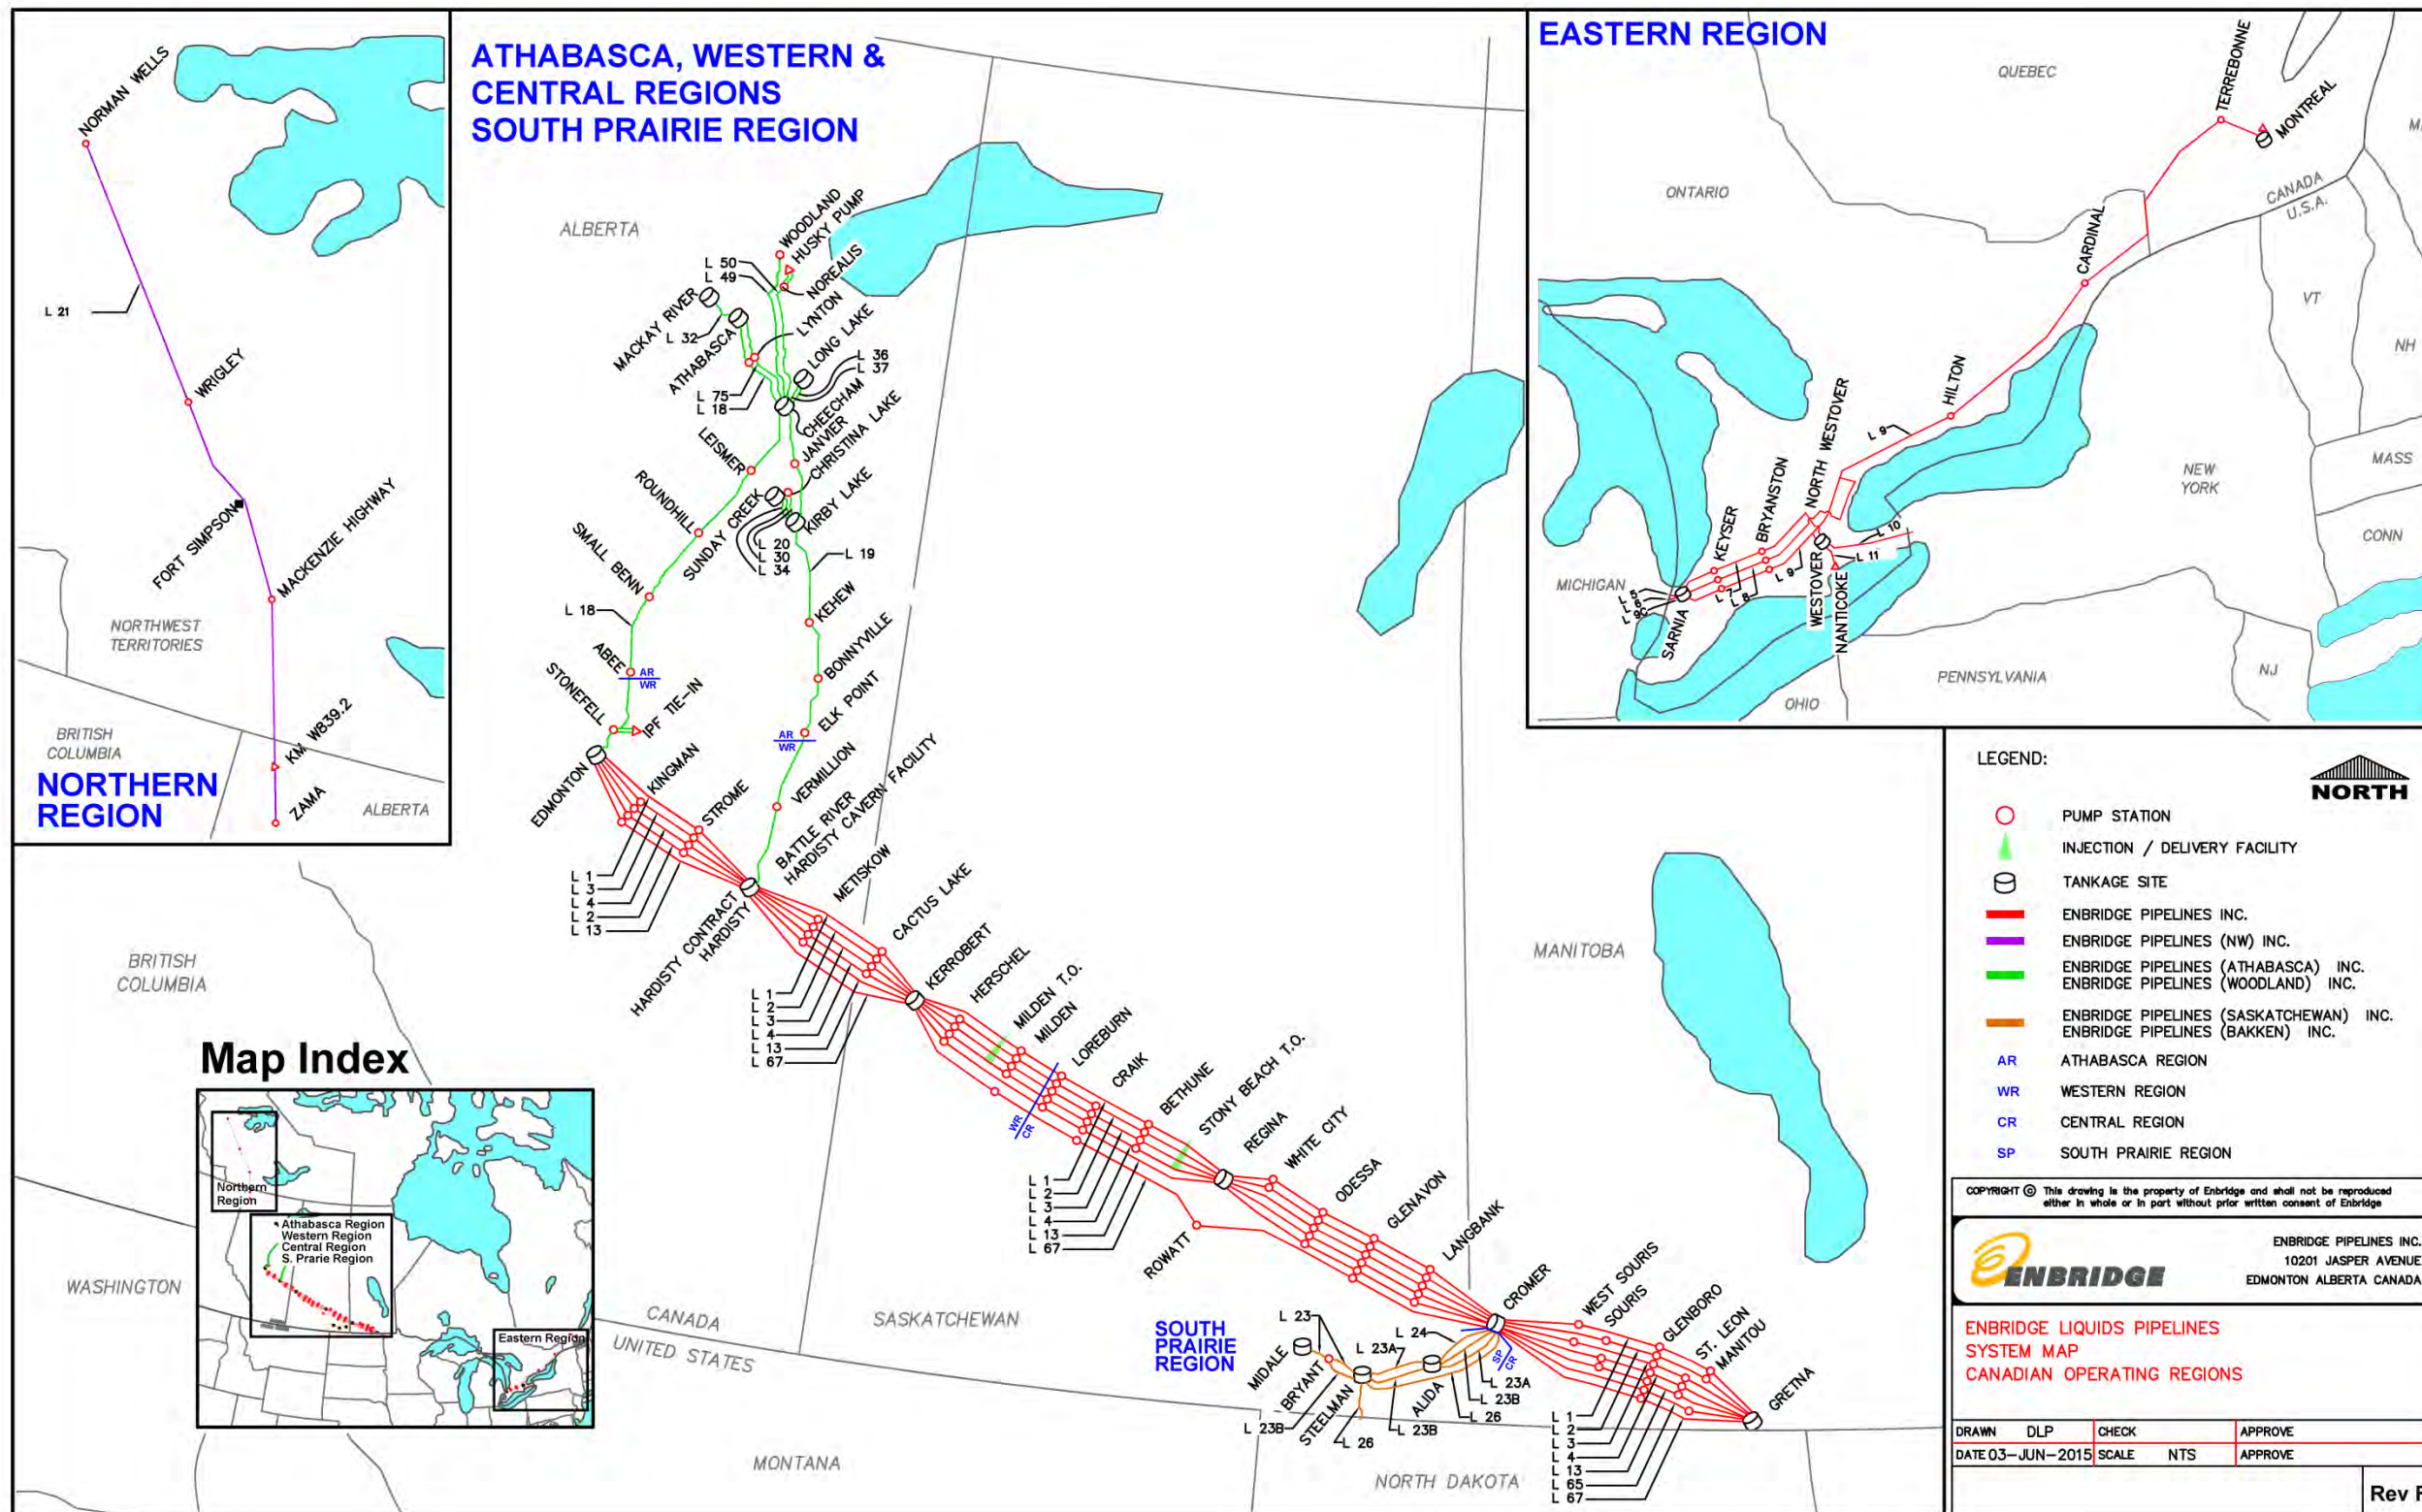 NORMAN WELLS
L 21
WRIGLEY
FORT SIMPSON
MACKENZIE HIGHWAY
NORTHWEST
TERRITORIES
BRITISH
COLUMBIA
KM W839.2
ZAMA
ALBERTA
NORTHERN
REGION
ATHABASCA, WESTERN &
CENTRAL REGIONS
SOUTH PRAIRIE REGION
ALBERTA
WOODLAND
HUSKY PUMP
NOREALIS
L 50
L 49
MACKAY RIVER
L 32
ATHABASCA
LYNTON
LONG LAKE
L 36
L 37
L 75
L 18
CHEECHAM
JANVIER
CHRISTINA LAKE
LEISMER
ROUNDHILL
SUNDAY CREEK
KIRBY LAKE
L 20
L 30
L 34
L 19
SMALL BENN
L 18
KEHEW
ABEE
AR
WR
BONNYVILLE
STONEFELL
IPF TIE-IN
ELK POINT
AR
WR
EDMONTON
KINGMAN
STROME
VERMILLION
BATTLE RIVER
HARDISTY CAVERN FACILITY
L 1
L 3
L 4
L 2
L 13
HARDISTY CONTRACT
HARDISTY
METISKOW
CACTUS LAKE
KERROBERT
HERSCHEL
L 1
L 2
L 3
L 4
L 13
L 67
MILDEN T.O.
MILDEN
LOREBURN
WR
CR
CRAIK
BETHUNE
STONY BEACH T.O.
REGINA
WHITE CITY
L 1
L 2
L 3
L 4
L 13
L 67
ROWATT
ODESSA
GLENAVON
LANGBANK
CROMER
WEST SOURIS
SOURIS
GLENBORO
ST. LEON
MANITOU
GRETNA
SP
CR
L 1
L 2
L 3
L 4
L 13
L 65
L 67
SOUTH
PRAIRIE
REGION
L 23
L 24
L 23A
MIDALE
BRYANT
STEELMAN
ALIDA
L 23A
L 23B
L 26
L 23B
L 23B
L 26
MANITOBA
SASKATCHEWAN
BRITISH
COLUMBIA
WASHINGTON
CANADA
UNITED STATES
MONTANA
NORTH DAKOTA
Map Index
Northern
Region
Athabasca Region
Western Region
Central Region
S. Prarie Region
Eastern Region
EASTERN REGION
QUEBEC
TERREBONNE
MONTREAL
ONTARIO
CANADA
U.S.A.
CARDINAL
VT
NH
HILTON
L 9
NORTH WESTOVER
BRYANSTON
KEYSER
NEW
YORK
MASS
CONN
MICHIGAN
L 5
L 6
L 9C
L 7
L 8
L 9
L 10
L 11
SARNIA
WESTOVER
NANTICOKE
PENNSYLVANIA
NJ
OHIO
LEGEND:
NORTH
PUMP STATION
INJECTION / DELIVERY FACILITY
TANKAGE SITE
ENBRIDGE PIPELINES INC.
ENBRIDGE PIPELINES (NW) INC.
ENBRIDGE PIPELINES (ATHABASCA) INC.
ENBRIDGE PIPELINES (WOODLAND) INC.
ENBRIDGE PIPELINES (SASKATCHEWAN) INC.
ENBRIDGE PIPELINES (BAKKEN) INC.
AR ATHABASCA REGION
WR WESTERN REGION
CR CENTRAL REGION
SP SOUTH PRAIRIE REGION
COPYRIGHT © This drawing is the property of Enbridge and shall not be reproduced
either in whole or in part without prior written consent of Enbridge
ENBRIDGE
ENBRIDGE PIPELINES INC.
10201 JASPER AVENUE
EDMONTON ALBERTA CANADA
ENBRIDGE LIQUIDS PIPELINES
SYSTEM MAP
CANADIAN OPERATING REGIONS
DRAWN DLP CHECK APPROVE
DATE 03-JUN-2015 SCALE NTS APPROVE
Rev